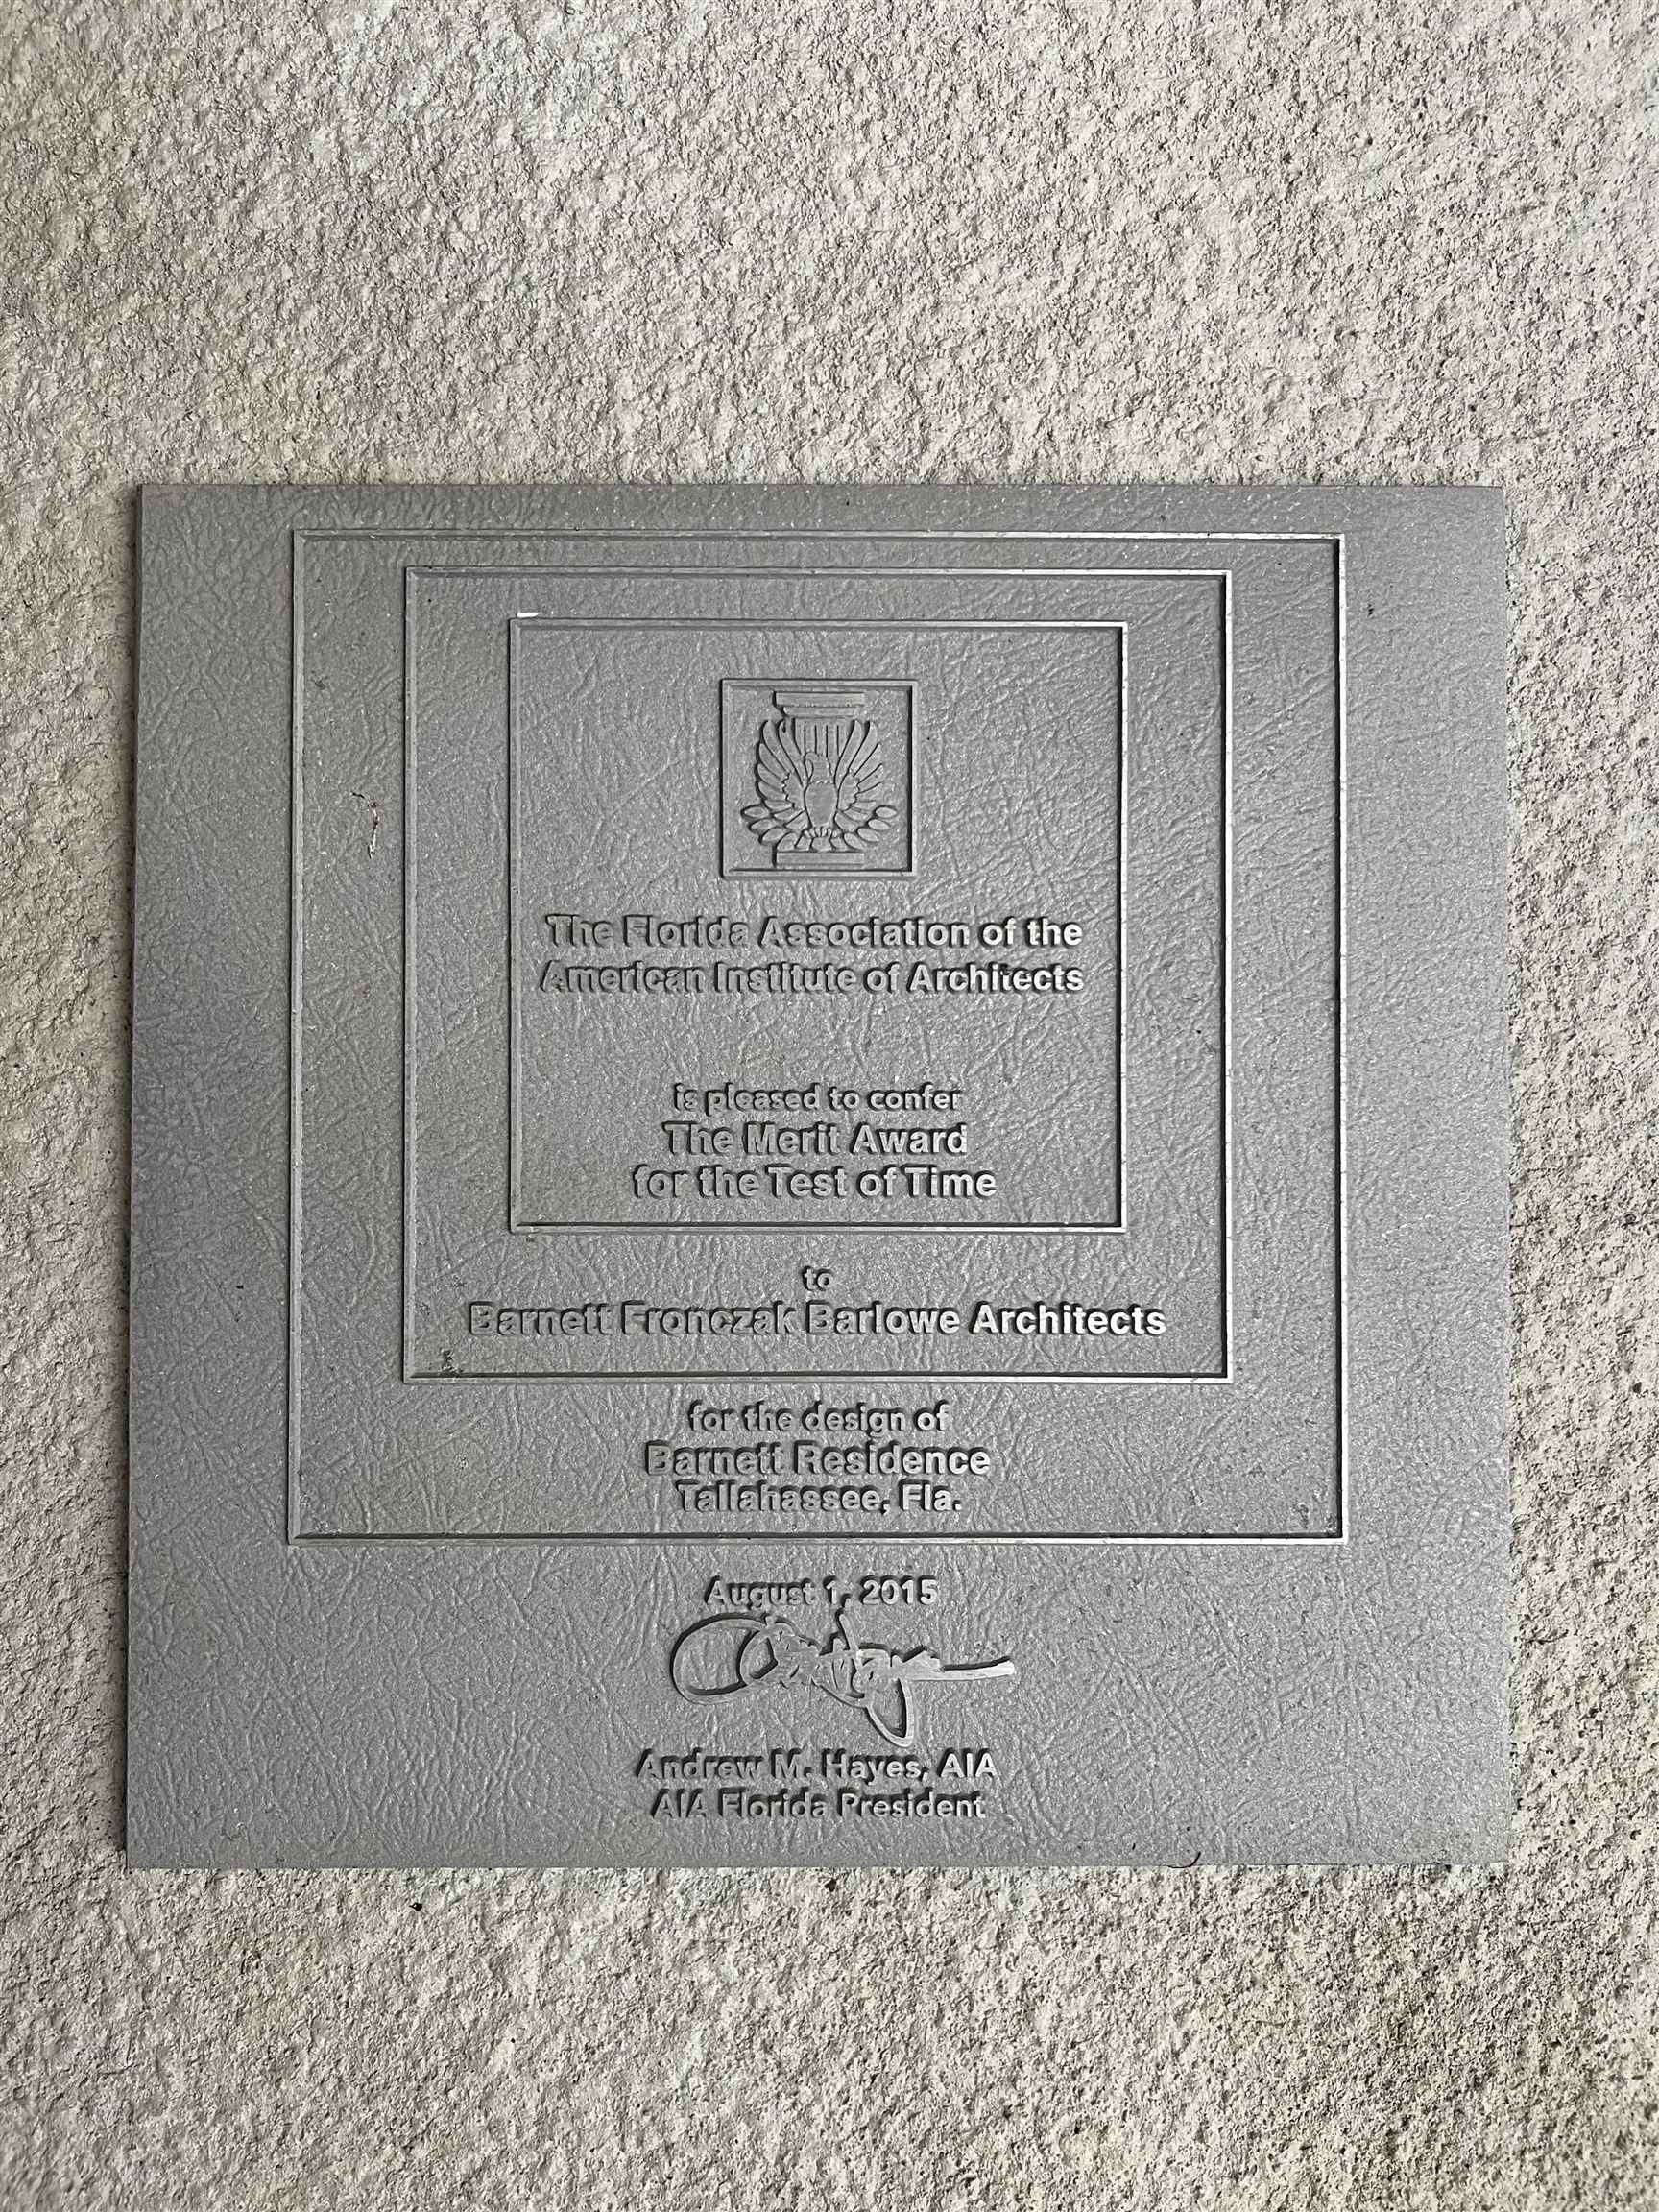 The Florida Association of the
American Institute of Architects
is pleased to confer
The Merit Award
for the Test of Time
to
Barnett Fronczak Barlowe Architects
for the design of
Barnett Residence
Tallahassee, Fla.
August 1, 2015
Andrew M. Hayes, AIA
AIA Florida President